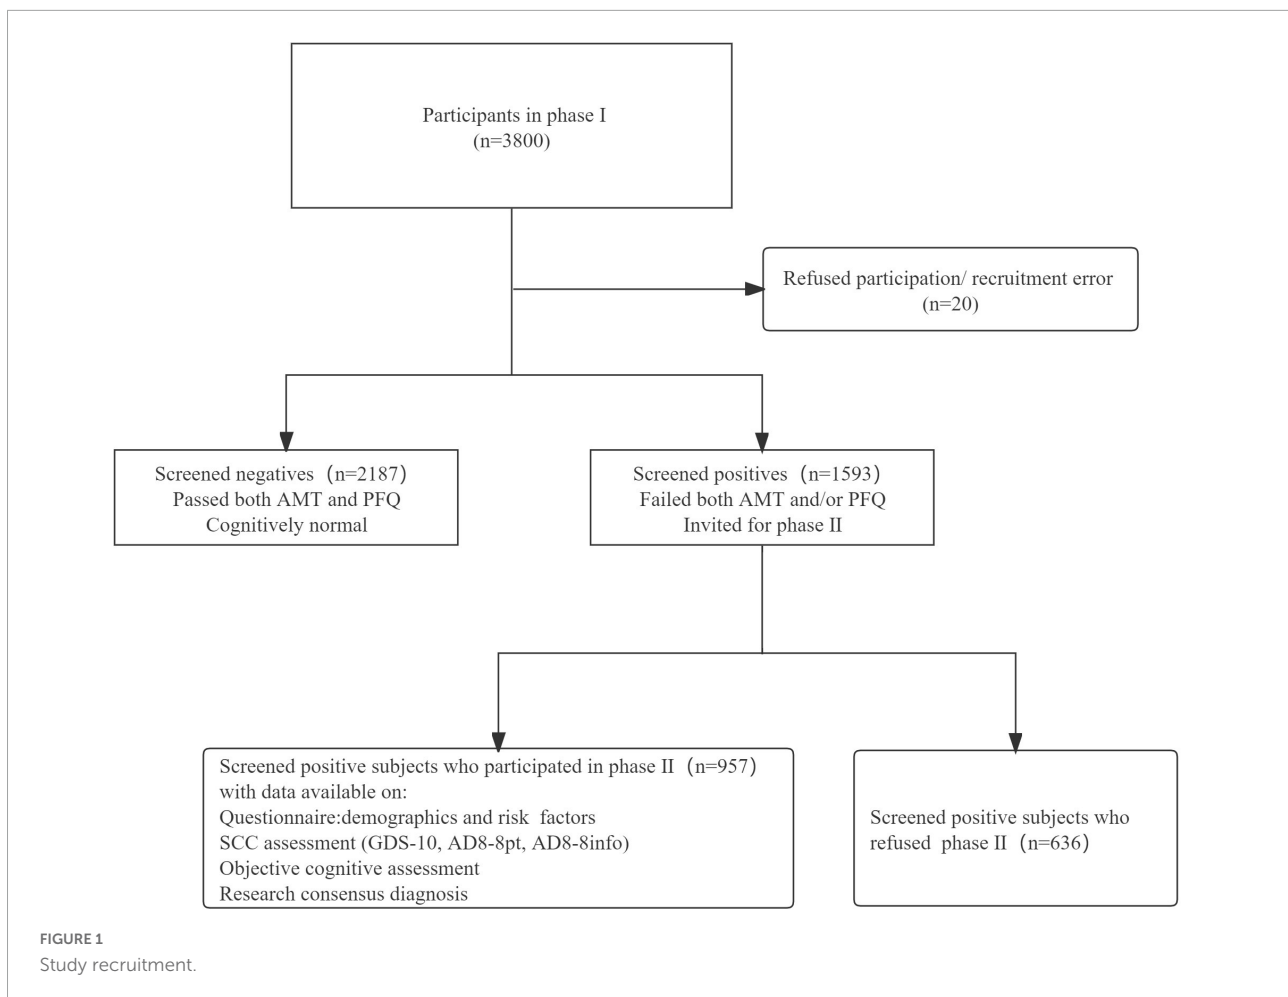 Participants in phase I
(n=3800)
Refused participation/ recruitment error
(n=20)
Screened negatives (n=2187)
Passed both AMT and PFQ
Cognitively normal
Screened positives (n=1593)
Failed both AMT and/or PFQ
Invited for phase II
Screened positive subjects who participated in phase II (n=957)
with data available on:
Questionnaire:demographics and risk factors
SCC assessment (GDS-10, AD8-8pt, AD8-8info)
Objective cognitive assessment
Research consensus diagnosis
Screened positive subjects who
refused phase II (n=636)
FIGURE 1
Study recruitment.